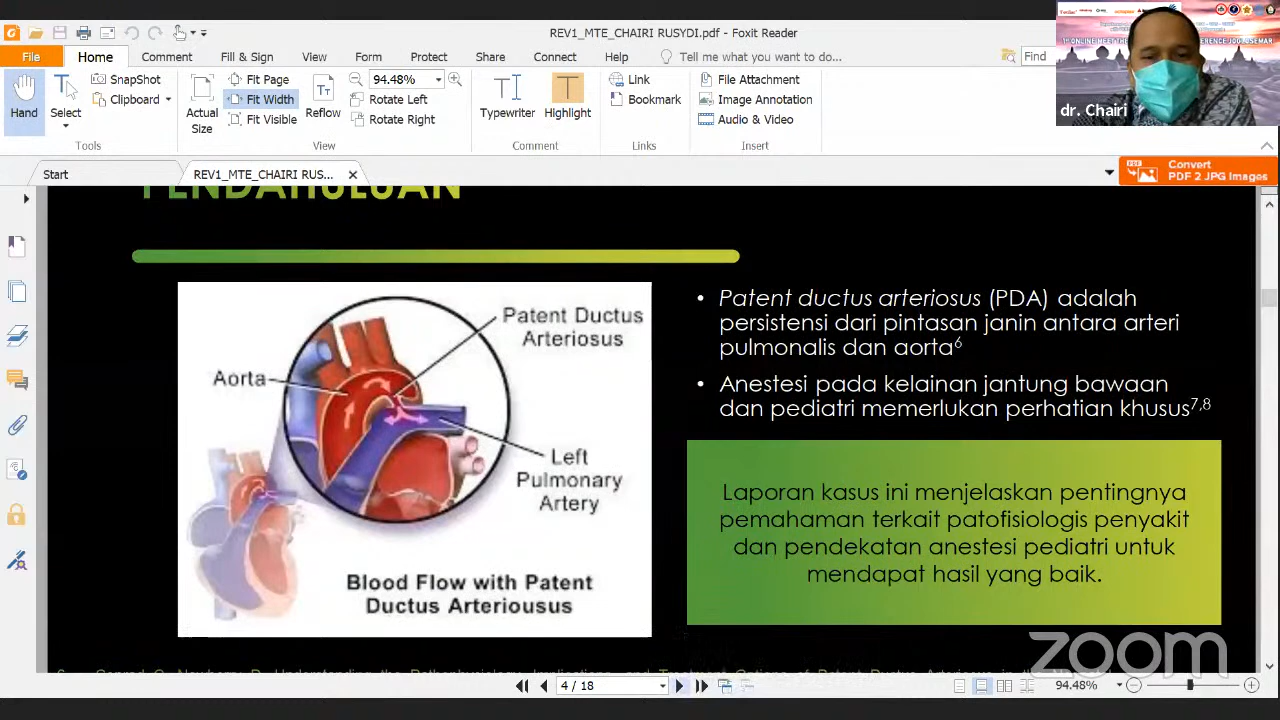 REV1_MTE_CHAIRI RUSYDI.pdf - Foxit Reader
File
Home
Comment
Fill & Sign
View
Form
Protect
Share
Connect
Help
Tell me what you want to do...
Find
Hand
Select
SnapShot
Clipboard
Actual
Size
Fit Page
Fit Width
Fit Visible
Reflow
94.48%
Rotate Left
Rotate Right
Typewriter
Highlight
Link
Bookmark
File Attachment
Image Annotation
Audio & Video
Tools
View
Comment
Links
Insert
dr. Chairi
Start
REV1_MTE_CHAIRI RUS...
Convert
PDF 2 JPG Images
PENDAHULUAN
Patent Ductus
Arteriosus
Aorta
Left
Pulmonary
Artery
Blood Flow with Patent
Ductus Arteriousus
• Patent ductus arteriosus (PDA) adalah
persistensi dari pintasan janin antara arteri
pulmonalis dan aorta6
• Anestesi pada kelainan jantung bawaan
dan pediatri memerlukan perhatian khusus7,8
Laporan kasus ini menjelaskan pentingnya
pemahaman terkait patofisiologis penyakit
dan pendekatan anestesi pediatri untuk
mendapat hasil yang baik.
zoom
4 / 18
94.48%